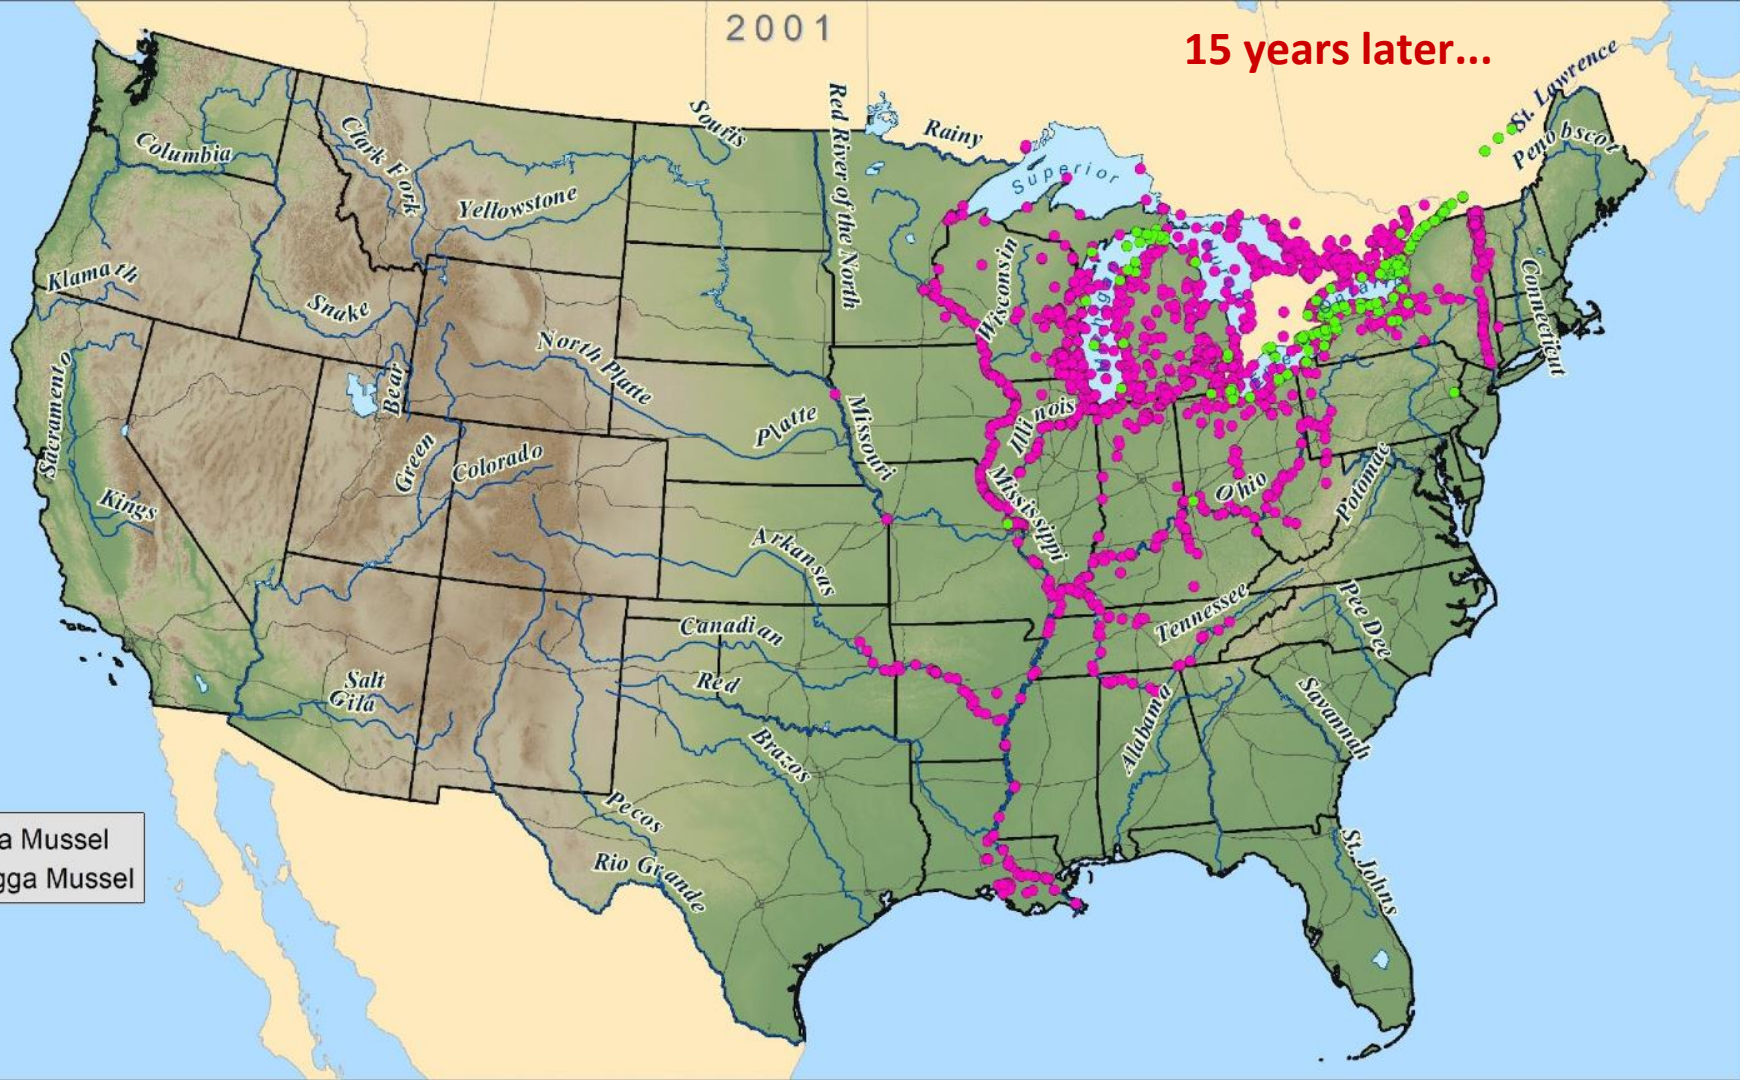 2001
15 years later...
St. Lawrence
Penobscot
Souris
Red River of the North
Rainy
Superior
Columbia
Clark Fork
Yellowstone
Wisconsin
Connecticut
Klamath
Snake
Bear
North Platte
Platte
Missouri
Illinois
Sacramento
Green
Colorado
Kings
Mississippi
Ohio
Potomac
Arkansas
Tennessee
Pee Dee
Canadian
Red
Salt
Gila
Alabama
Savannah
Brazos
Pecos
Rio Grande
St. Johns
a Mussel
gga Mussel